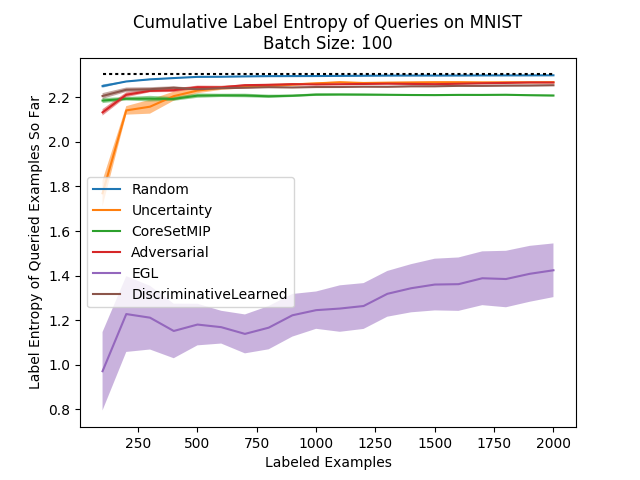 Cumulative Label Entropy of Queries on MNIST
Batch Size: 100
Label Entropy of Queried Examples So Far
2.2
2.0
1.8
1.6
1.4
1.2
1.0
0.8
Random
Uncertainty
CoreSetMIP
Adversarial
EGL
DiscriminativeLearned
250 500 750 1000 1250 1500 1750 2000
Labeled Examples